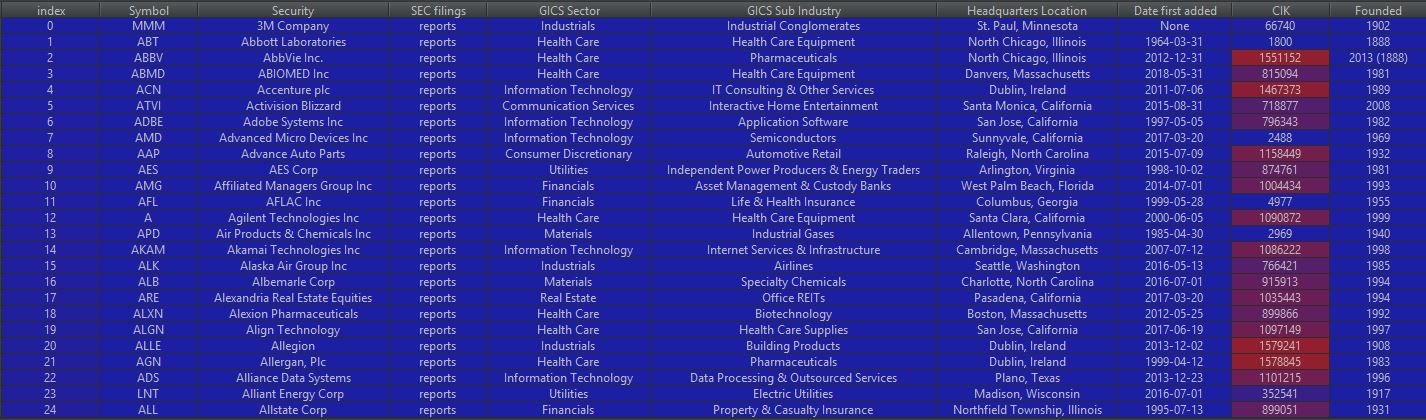 index Symbol Security SEC filings GICS Sector GICS Sub Industry Headquarters Location Date first added CIK Founded
0 MMM 3M Company reports Industrials Industrial Conglomerates St. Paul, Minnesota None 66740 1902
1 ABT Abbott Laboratories reports Health Care Health Care Equipment North Chicago, Illinois 1964-03-31 1800 1888
2 ABBV AbbVie Inc. reports Health Care Pharmaceuticals North Chicago, Illinois 2012-12-31 1551152 2013 (1888)
3 ABMD ABIOMED Inc reports Health Care Health Care Equipment Danvers, Massachusetts 2018-05-31 815094 1981
4 ACN Accenture plc reports Information Technology IT Consulting & Other Services Dublin, Ireland 2011-07-06 1467373 1989
5 ATVI Activision Blizzard reports Communication Services Interactive Home Entertainment Santa Monica, California 2015-08-31 718877 2008
6 ADBE Adobe Systems Inc reports Information Technology Application Software San Jose, California 1997-05-05 796343 1982
7 AMD Advanced Micro Devices Inc reports Information Technology Semiconductors Sunnyvale, California 2017-03-20 2488 1969
8 AAP Advance Auto Parts reports Consumer Discretionary Automotive Retail Raleigh, North Carolina 2015-07-09 1158449 1932
9 AES AES Corp reports Utilities Independent Power Producers & Energy Traders Arlington, Virginia 1998-10-02 874761 1981
10 AMG Affiliated Managers Group Inc reports Financials Asset Management & Custody Banks West Palm Beach, Florida 2014-07-01 1004434 1993
11 AFL AFLAC Inc reports Financials Life & Health Insurance Columbus, Georgia 1999-05-28 4977 1955
12 A Agilent Technologies Inc reports Health Care Health Care Equipment Santa Clara, California 2000-06-05 1090872 1999
13 APD Air Products & Chemicals Inc reports Materials Industrial Gases Allentown, Pennsylvania 1985-04-30 2969 1940
14 AKAM Akamai Technologies Inc reports Information Technology Internet Services & Infrastructure Cambridge, Massachusetts 2007-07-12 1086222 1998
15 ALK Alaska Air Group Inc reports Industrials Airlines Seattle, Washington 2016-05-13 766421 1985
16 ALB Albemarle Corp reports Materials Specialty Chemicals Charlotte, North Carolina 2016-07-01 915913 1994
17 ARE Alexandria Real Estate Equities reports Real Estate Office REITs Pasadena, California 2017-03-20 1035443 1994
18 ALXN Alexion Pharmaceuticals reports Health Care Biotechnology Boston, Massachusetts 2012-05-25 899866 1992
19 ALGN Align Technology reports Health Care Health Care Supplies San Jose, California 2017-06-19 1097149 1997
20 ALLE Allegion reports Industrials Building Products Dublin, Ireland 2013-12-02 1579241 1908
21 AGN Allergan, Plc reports Health Care Pharmaceuticals Dublin, Ireland 1999-04-12 1578845 1983
22 ADS Alliance Data Systems reports Information Technology Data Processing & Outsourced Services Plano, Texas 2013-12-23 1101215 1996
23 LNT Alliant Energy Corp reports Utilities Electric Utilities Madison, Wisconsin 2016-07-01 352541 1917
24 ALL Allstate Corp reports Financials Property & Casualty Insurance Northfield Township, Illinois 1995-07-13 899051 1931